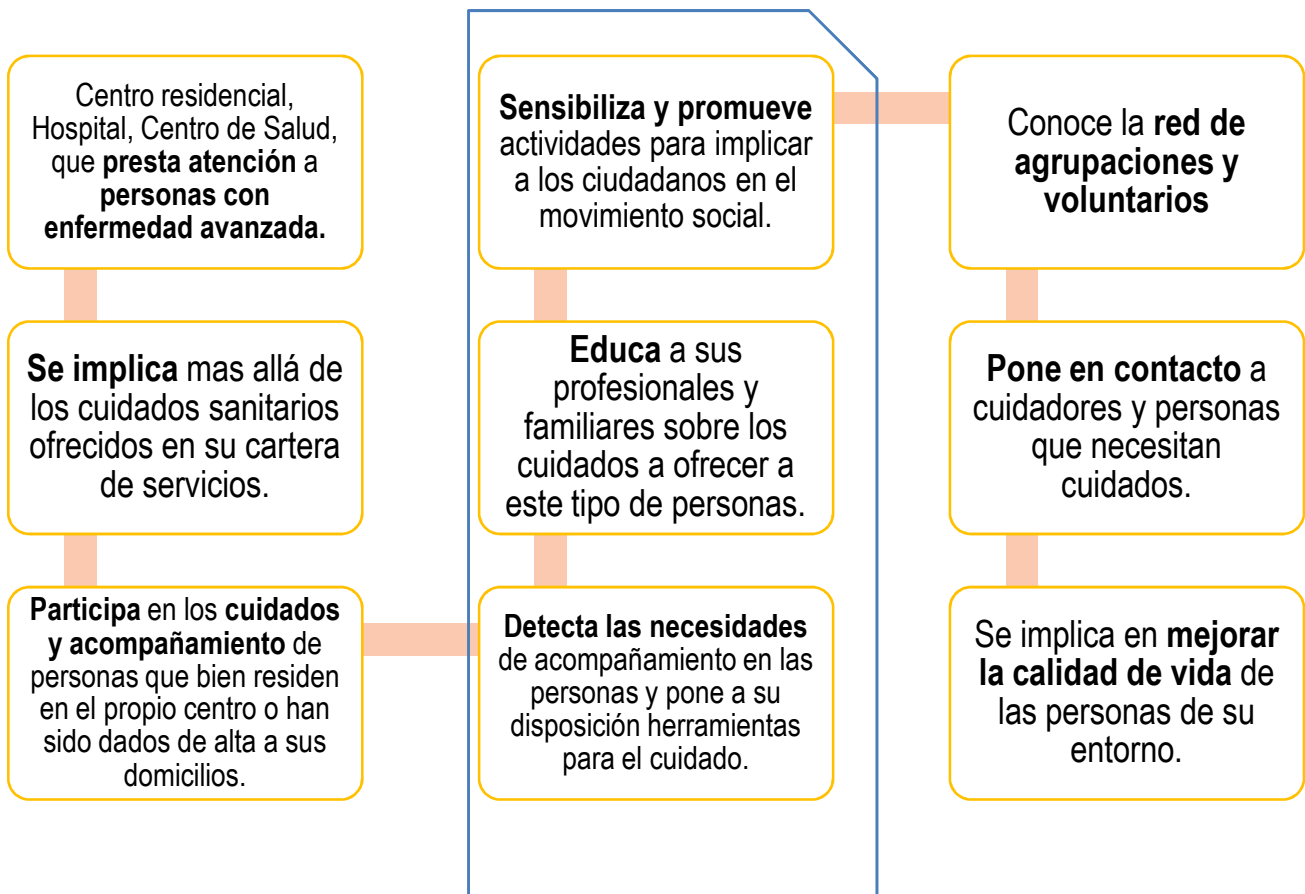 Centro residencial,
Hospital, Centro de Salud,
que presta atención a
personas con
enfermedad avanzada.
Se implica mas allá de
los cuidados sanitarios
ofrecidos en su cartera
de servicios.
Participa en los cuidados
y acompañamiento de
personas que bien residen
en el propio centro o han
sido dados de alta a sus
domicilios.
Detecta las necesidades
de acompañamiento en las
personas y pone a su
disposición herramientas
para el cuidado.
Educa a sus
profesionales y
familiares sobre los
cuidados a ofrecer a
este tipo de personas.
Sensibiliza y promueve
actividades para implicar
a los ciudadanos en el
movimiento social.
Conoce la red de
agrupaciones y
voluntarios
Pone en contacto a
cuidadores y personas
que necesitan
cuidados.
Se implica en mejorar
la calidad de vida de
las personas de su
entorno.